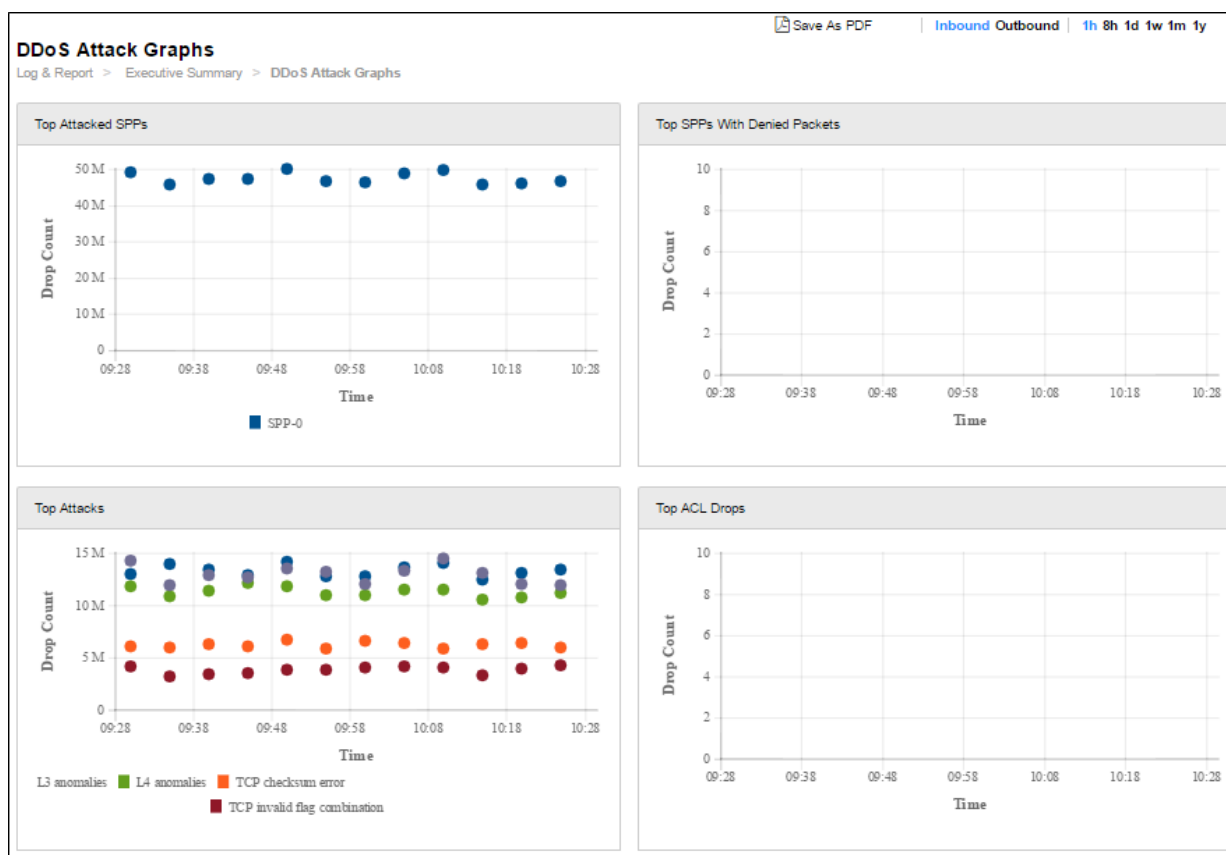 Save As PDF
Inbound Outbound
1h 8h 1d 1w 1m 1y
DDoS Attack Graphs
Log & Report > Executive Summary > DDoS Attack Graphs
Top Attacked SPPs
50 M
40 M
30 M
20 M
10 M
0
Drop Count
09:28 09:38 09:48 09:58 10:08 10:18 10:28
Time
SPP-0
Top SPPs With Denied Packets
10
8
6
4
2
0
Drop Count
09:28 09:38 09:48 09:58 10:08 10:18 10:28
Time
Top Attacks
15 M
10 M
5 M
0
Drop Count
09:28 09:38 09:48 09:58 10:08 10:18 10:28
Time
L3 anomalies L4 anomalies TCP checksum error
TCP invalid flag combination
Top ACL Drops
10
8
6
4
2
0
Drop Count
09:28 09:38 09:48 09:58 10:08 10:18 10:28
Time